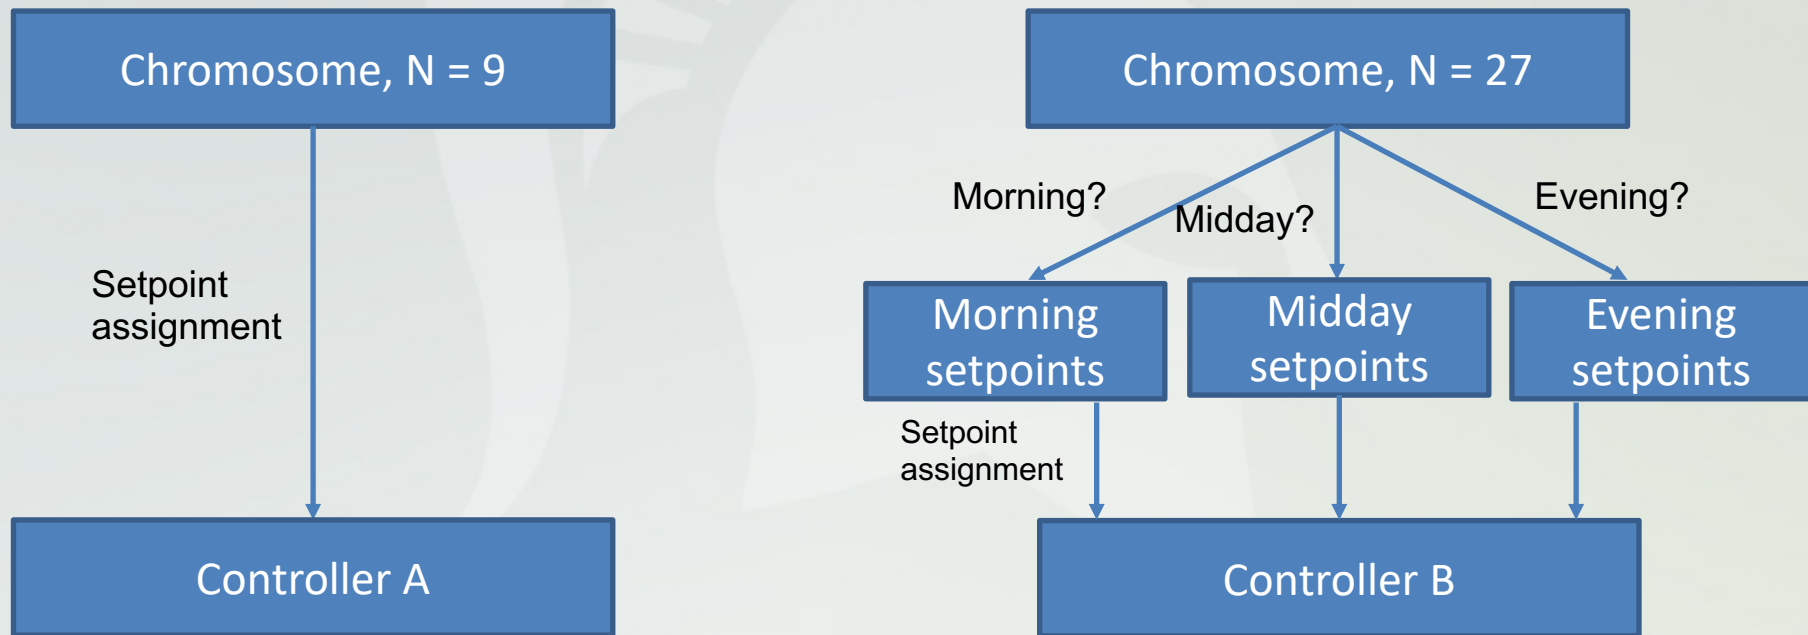 Chromosome, N = 9
Setpoint
assignment
Controller A
Chromosome, N = 27
Morning?
Midday?
Evening?
Morning
setpoints
Midday
setpoints
Evening
setpoints
Setpoint
assignment
Controller B